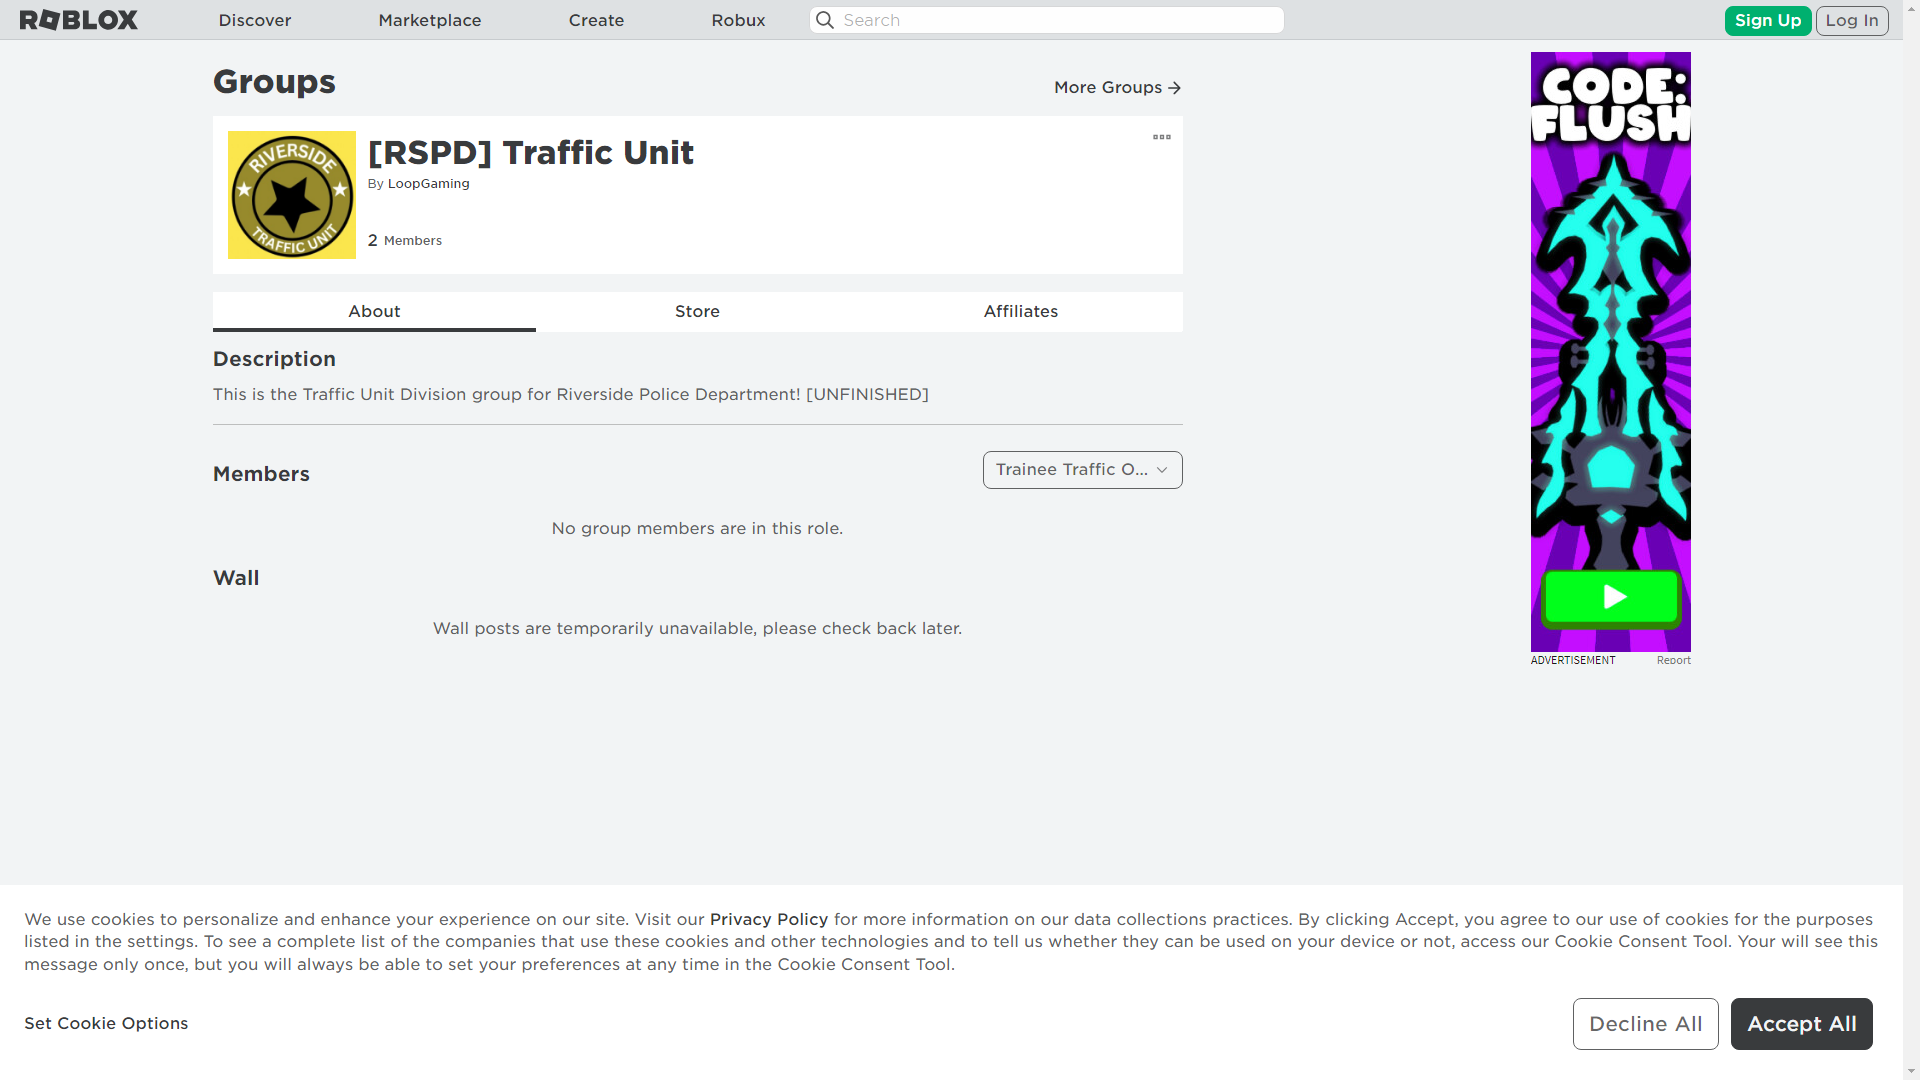 ROBLOX
Discover
Marketplace
Create
Robux
Search
Sign Up
Log In
Groups
More Groups
RIVERSIDE
TRAFFIC UNIT
[RSPD] Traffic Unit
By LoopGaming
2 Members
About
Store
Affiliates
Description
This is the Traffic Unit Division group for Riverside Police Department! [UNFINISHED]
Members
Trainee Traffic O...
No group members are in this role.
Wall
Wall posts are temporarily unavailable, please check back later.
CODE:
FLUSH
ADVERTISEMENT
Report
We use cookies to personalize and enhance your experience on our site. Visit our Privacy Policy for more information on our data collections practices. By clicking Accept, you agree to our use of cookies for the purposes
listed in the settings. To see a complete list of the companies that use these cookies and other technologies and to tell us whether they can be used on your device or not, access our Cookie Consent Tool. Your will see this
message only once, but you will always be able to set your preferences at any time in the Cookie Consent Tool.
Set Cookie Options
Decline All
Accept All